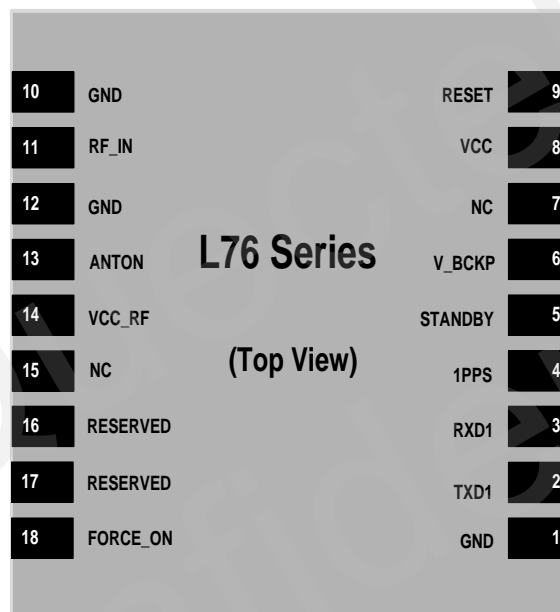 10 GND RESET 9
11 RF_IN VCC 8
12 GND NC 7
L76 Series
13 ANTON V_BCKP 6
14 VCC_RF STANDBY 5
(Top View)
15 NC 1PPS 4
16 RESERVED RXD1 3
17 RESERVED TXD1 2
18 FORCE_ON GND 1